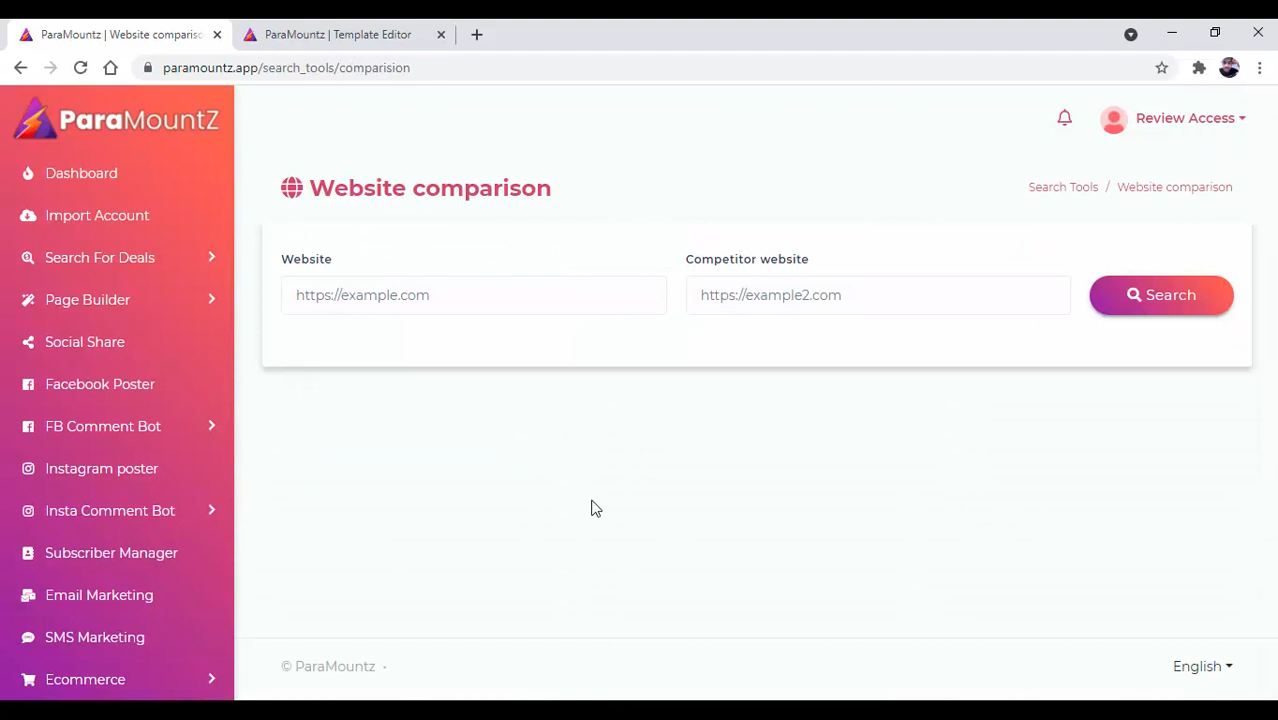 ParaMountz | Website compariso
ParaMountz | Template Editor
paramountz.app/search_tools/comparision
ParaMountZ
Review Access
Dashboard
Import Account
Search For Deals
Page Builder
Social Share
Facebook Poster
FB Comment Bot
Instagram poster
Insta Comment Bot
Subscriber Manager
Email Marketing
SMS Marketing
Ecommerce
Website comparison
Search Tools / Website comparison
Website
Competitor website
https://example.com
https://example2.com
Search
© ParaMountz ·
English